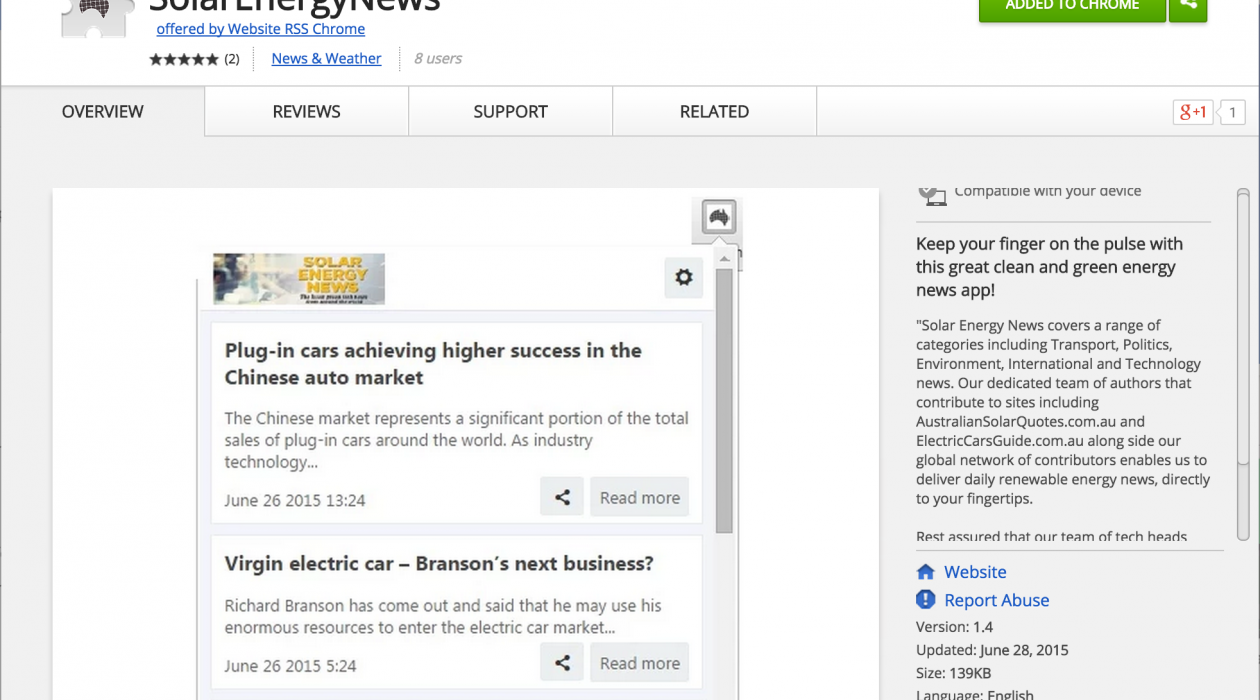 SolarEnergyNews
ADDED TO CHROME
offered by Website RSS Chrome
(2)
News & Weather
8 users
OVERVIEW
REVIEWS
SUPPORT
RELATED
g+1
1
Compatible with your device
SOLAR
ENERGY
NEWS
Keep your finger on the pulse with
this great clean and green energy
news app!
Plug-in cars achieving higher success in the
Chinese auto market
The Chinese market represents a significant portion of the total
sales of plug-in cars around the world. As industry
technology...
June 26 2015 13:24
Read more
Virgin electric car – Branson’s next business?
Richard Branson has come out and said that he may use his
enormous resources to enter the electric car market...
June 26 2015 5:24
Read more
"Solar Energy News covers a range of
categories including Transport, Politics,
Environment, International and Technology
news. Our dedicated team of authors that
contribute to sites including
AustralianSolarQuotes.com.au and
ElectricCarsGuide.com.au along side our
global network of contributors enables us to
deliver daily renewable energy news, directly
to your fingertips.
Rest assured that our team of tech heads
Website
Report Abuse
Version: 1.4
Updated: June 28, 2015
Size: 139KB
Language: English